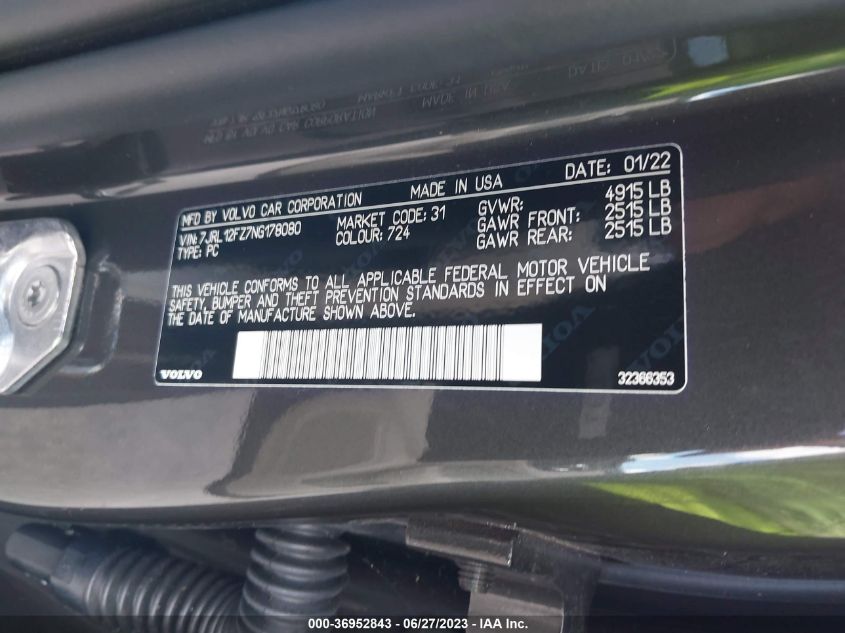 MFD BY VOLVO CAR CORPORATION MADE IN USA DATE: 01/22
VIN: 7JRL12FZ7NG178080 MARKET CODE: 31 GVWR: 4915 LB
TYPE: PC COLOUR: 724 GAWR FRONT: 2515 LB
GAWR REAR: 2515 LB
THIS VEHICLE CONFORMS TO ALL APPLICABLE FEDERAL MOTOR VEHICLE
SAFETY, BUMPER AND THEFT PREVENTION STANDARDS IN EFFECT ON
THE DATE OF MANUFACTURE SHOWN ABOVE.
VOLVO 32366353
000-36952843 / 06/27/2023 - IAA Inc.